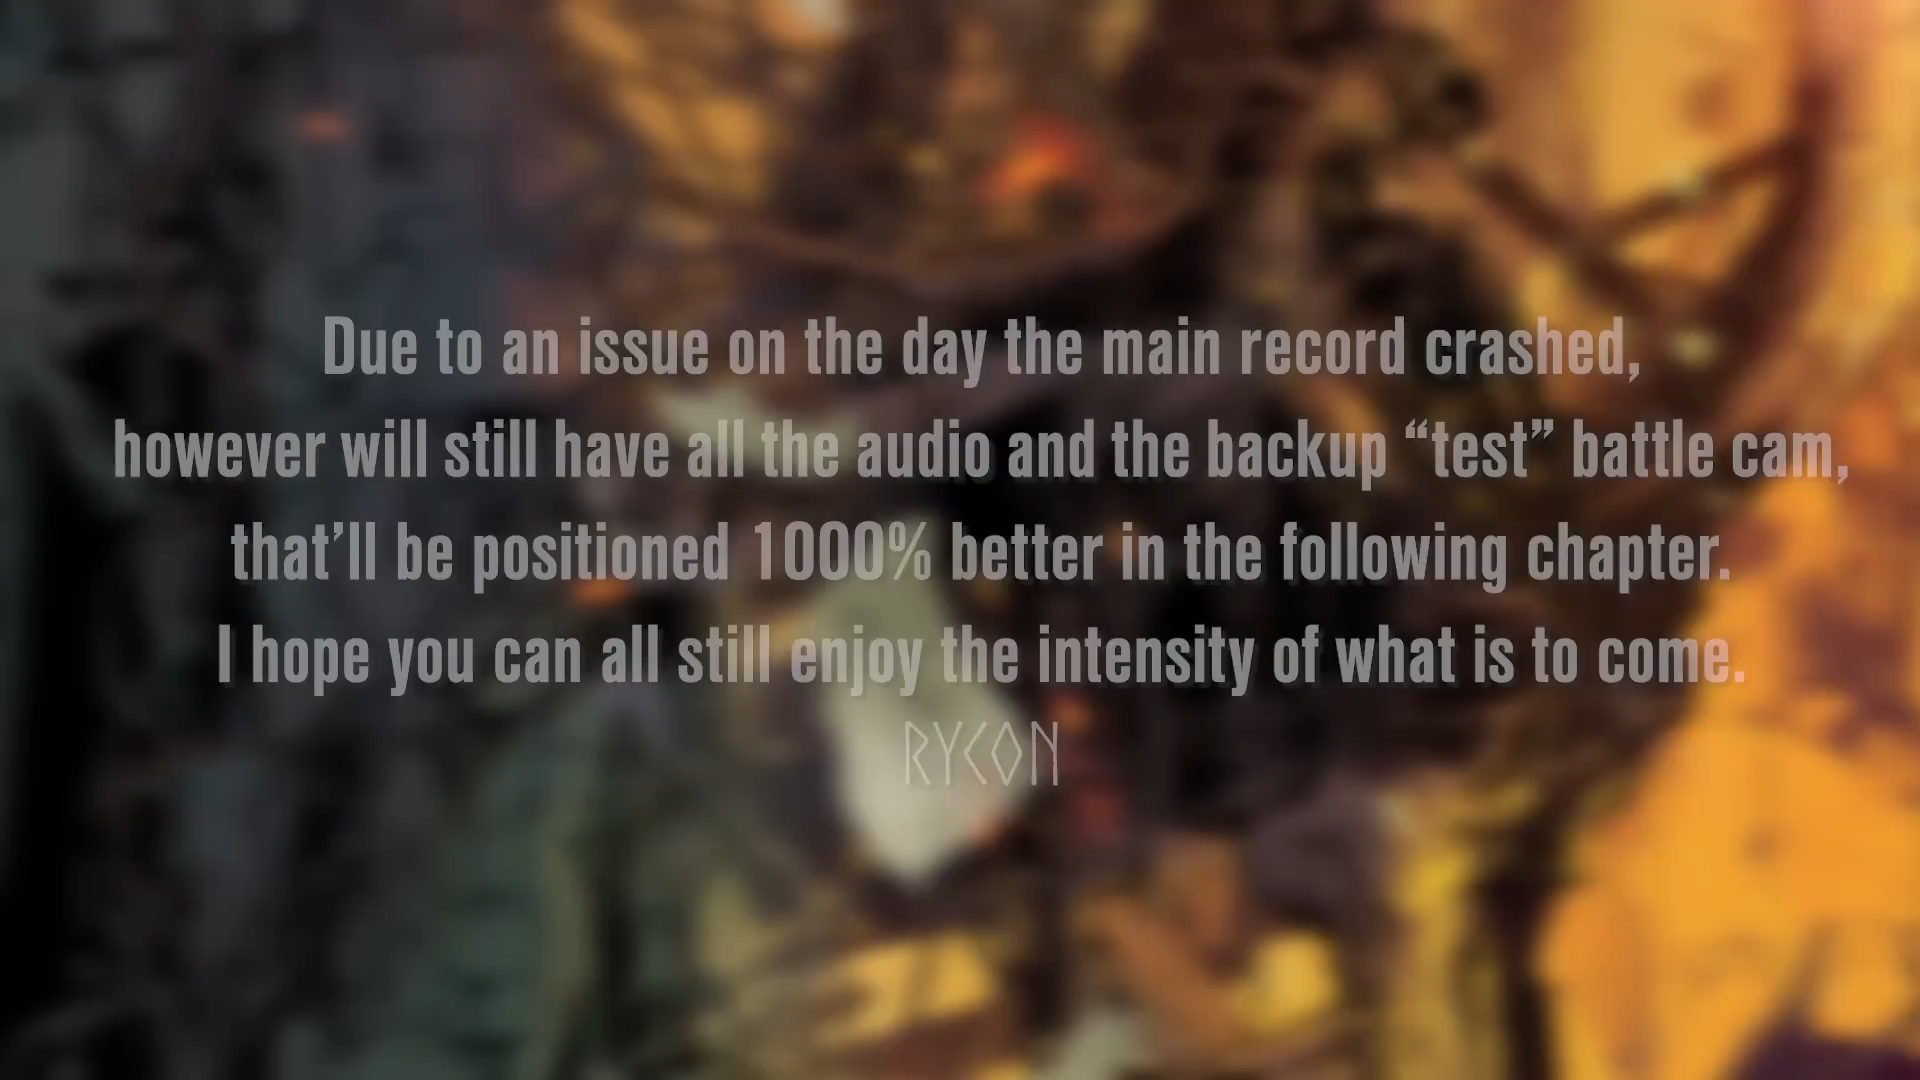 Due to an issue on the day the main record crashed,
however will still have all the audio and the backup “test” battle cam,
that’ll be positioned 1000% better in the following chapter.
I hope you can all still enjoy the intensity of what is to come.
RYCON